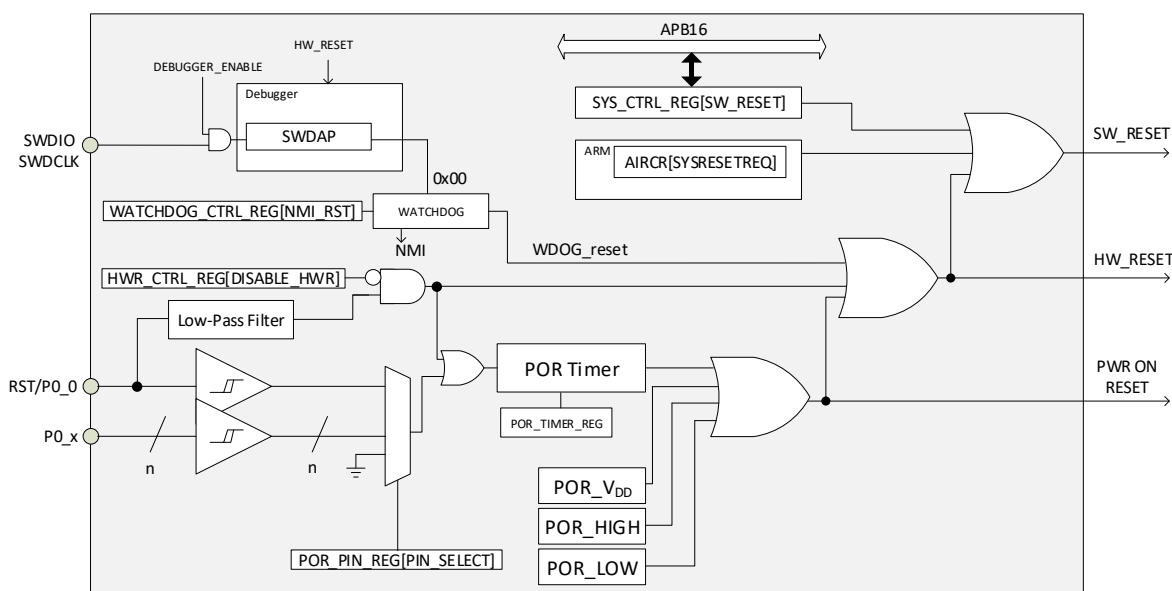 APB16
HW_RESET
DEBUGGER_ENABLE
Debugger
SYS_CTRL_REG[SW_RESET]
SWDIO
SWDCLK
SWDAP
ARM
AIRCR[SYSRESETREQ]
SW_RESET
0x00
WATCHDOG_CTRL_REG[NMI_RST]
WATCHDOG
NMI
WDOG_reset
HW_RESET
HWR_CTRL_REG[DISABLE_HWR]
Low-Pass Filter
RST/P0_0
POR Timer
PWR ON
RESET
POR_TIMER_REG
P0_x
n
n
POR_VDD
POR_HIGH
POR_PIN_REG[PIN_SELECT]
POR_LOW